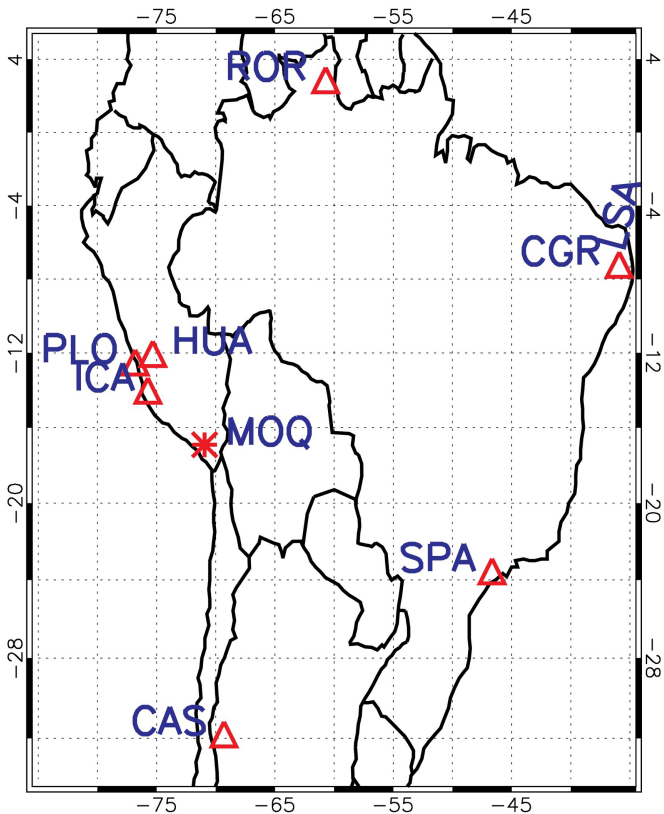 −75 −65 −55 −45
4 ROR 4
−4 −4
LSA
CGR
PLO HUA
−12 −12
ICA
MOQ
−20 −20
SPA
−28 −28
CAS
−75 −65 −55 −45